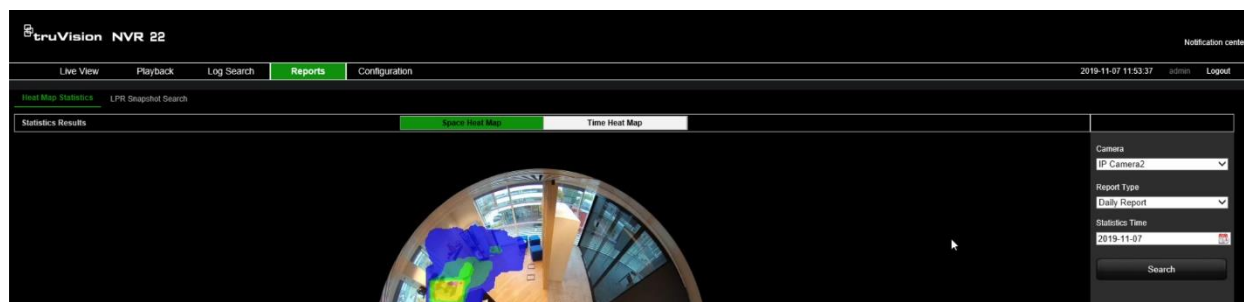 truVision NVR 22
Notification cente
Live View Playback Log Search Reports Configuration 2019-11-07 11:53:37 admin Logout
Heat Map Statistics LPR Snapshot Search
Statistics Results Space Heat Map Time Heat Map
Camera
IP Camera2
Report Type
Daily Report
Statistics Time
2019-11-07
Search